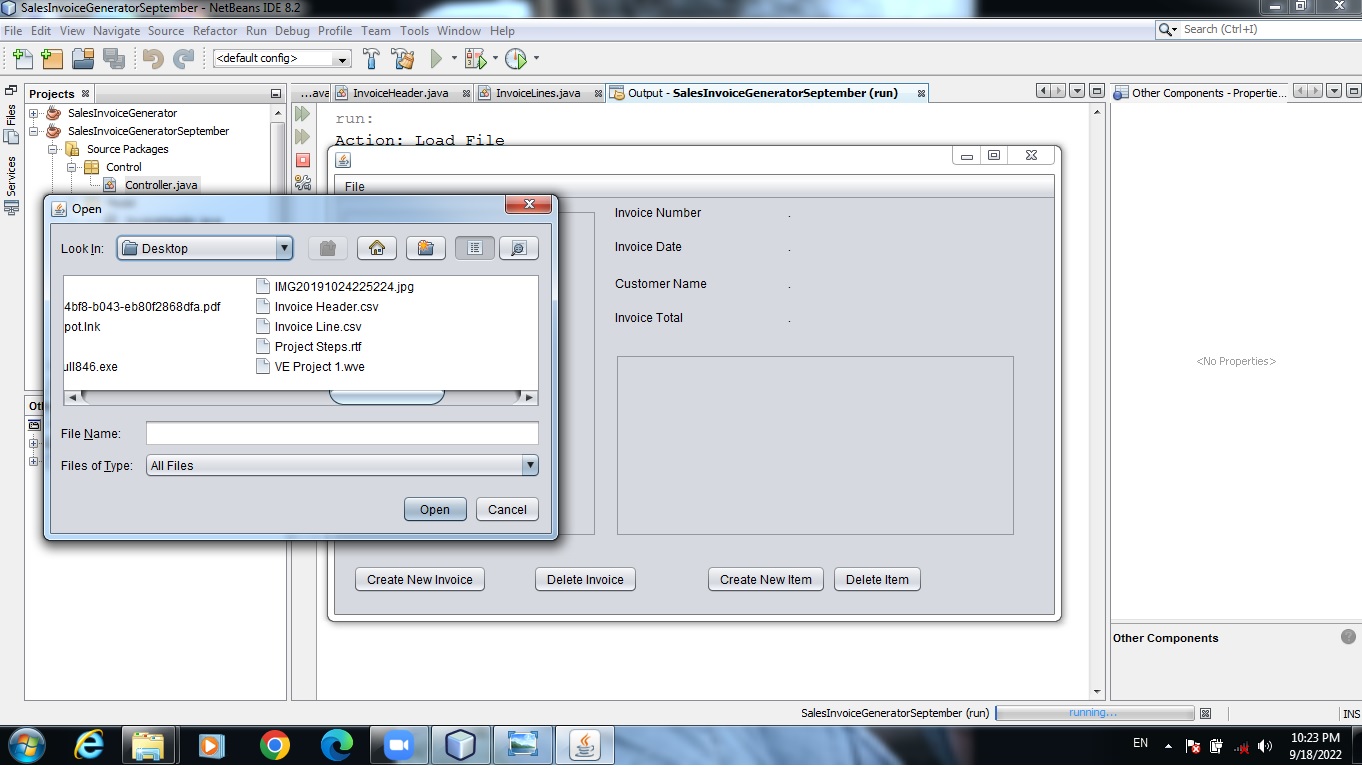 SalesInvoiceGeneratorSeptember - NetBeans IDE 8.2
File Edit View Navigate Source Refactor Run Debug Profile Team Tools Window Help
Search (Ctrl+I)
<default config>
Projects
...ava
InvoiceHeader.java
InvoiceLines.java
Output - SalesInvoiceGeneratorSeptember (run)
Other Components - Propertie...
Files
Services
SalesInvoiceGenerator
SalesInvoiceGeneratorSeptember
Source Packages
Control
Controller.java
run:
Action: Load File
File
Invoice Number .
Invoice Date .
Customer Name .
Invoice Total .
Create New Invoice
Delete Invoice
Create New Item
Delete Item
Open
Look In: Desktop
4bf8-b043-eb80f2868dfa.pdf
pot.lnk
ull846.exe
IMG20191024225224.jpg
Invoice Header.csv
Invoice Line.csv
Project Steps.rtf
VE Project 1.wve
File Name:
Files of Type: All Files
Open
Cancel
<No Properties>
Other Components
SalesInvoiceGeneratorSeptember (run)
running...
INS
EN
10:23 PM
9/18/2022